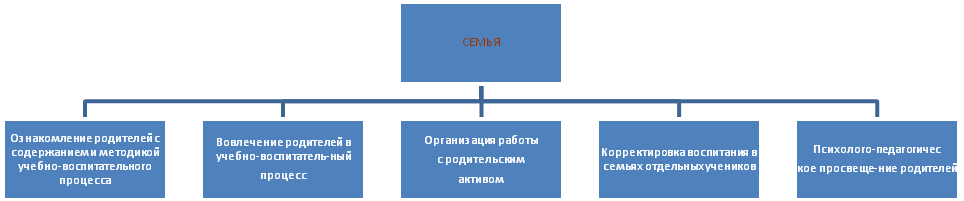 СЕМЬЯ
Ознакомление родителей с
содержанием и методикой
учебно-воспитательного
процесса
Вовлечение родителей в
учебно-воспитатель-ный
процесс
Организация работы
с родительским
активом
Корректировка воспитания в
семьях отдельных учеников
Психолого-педагогичес
кое просвеще-ние родителей